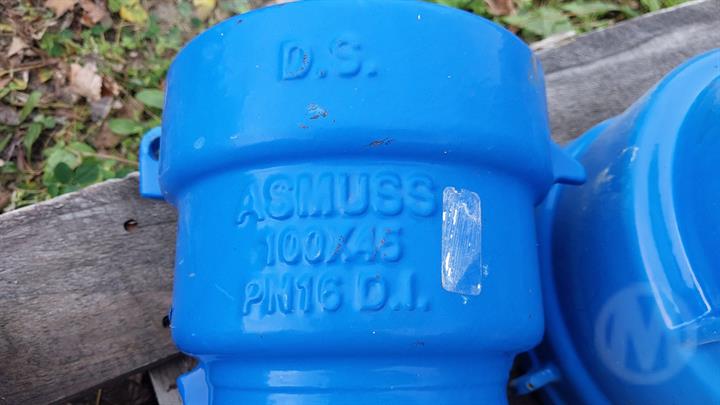 D.S.
ASMUSS
100X45
PN16 D.I.
M